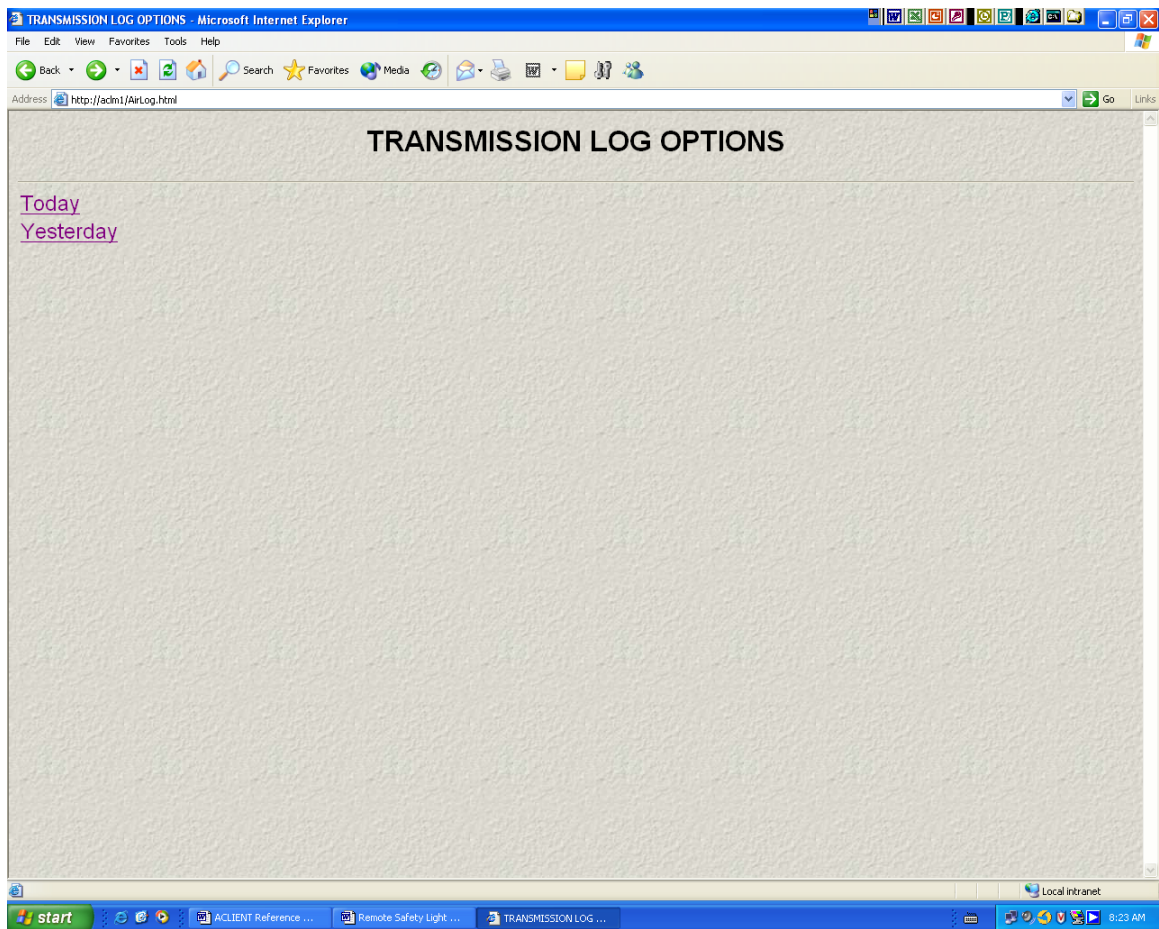 TRANSMISSION LOG OPTIONS - Microsoft Internet Explorer
File Edit View Favorites Tools Help
Back Search Favorites Media
Address http://aclm1/AirLog.html Go Links
TRANSMISSION LOG OPTIONS
Today
Yesterday
Local intranet
start ACLIENT Reference ... Remote Safety Light ... TRANSMISSION LOG ... 8:23 AM